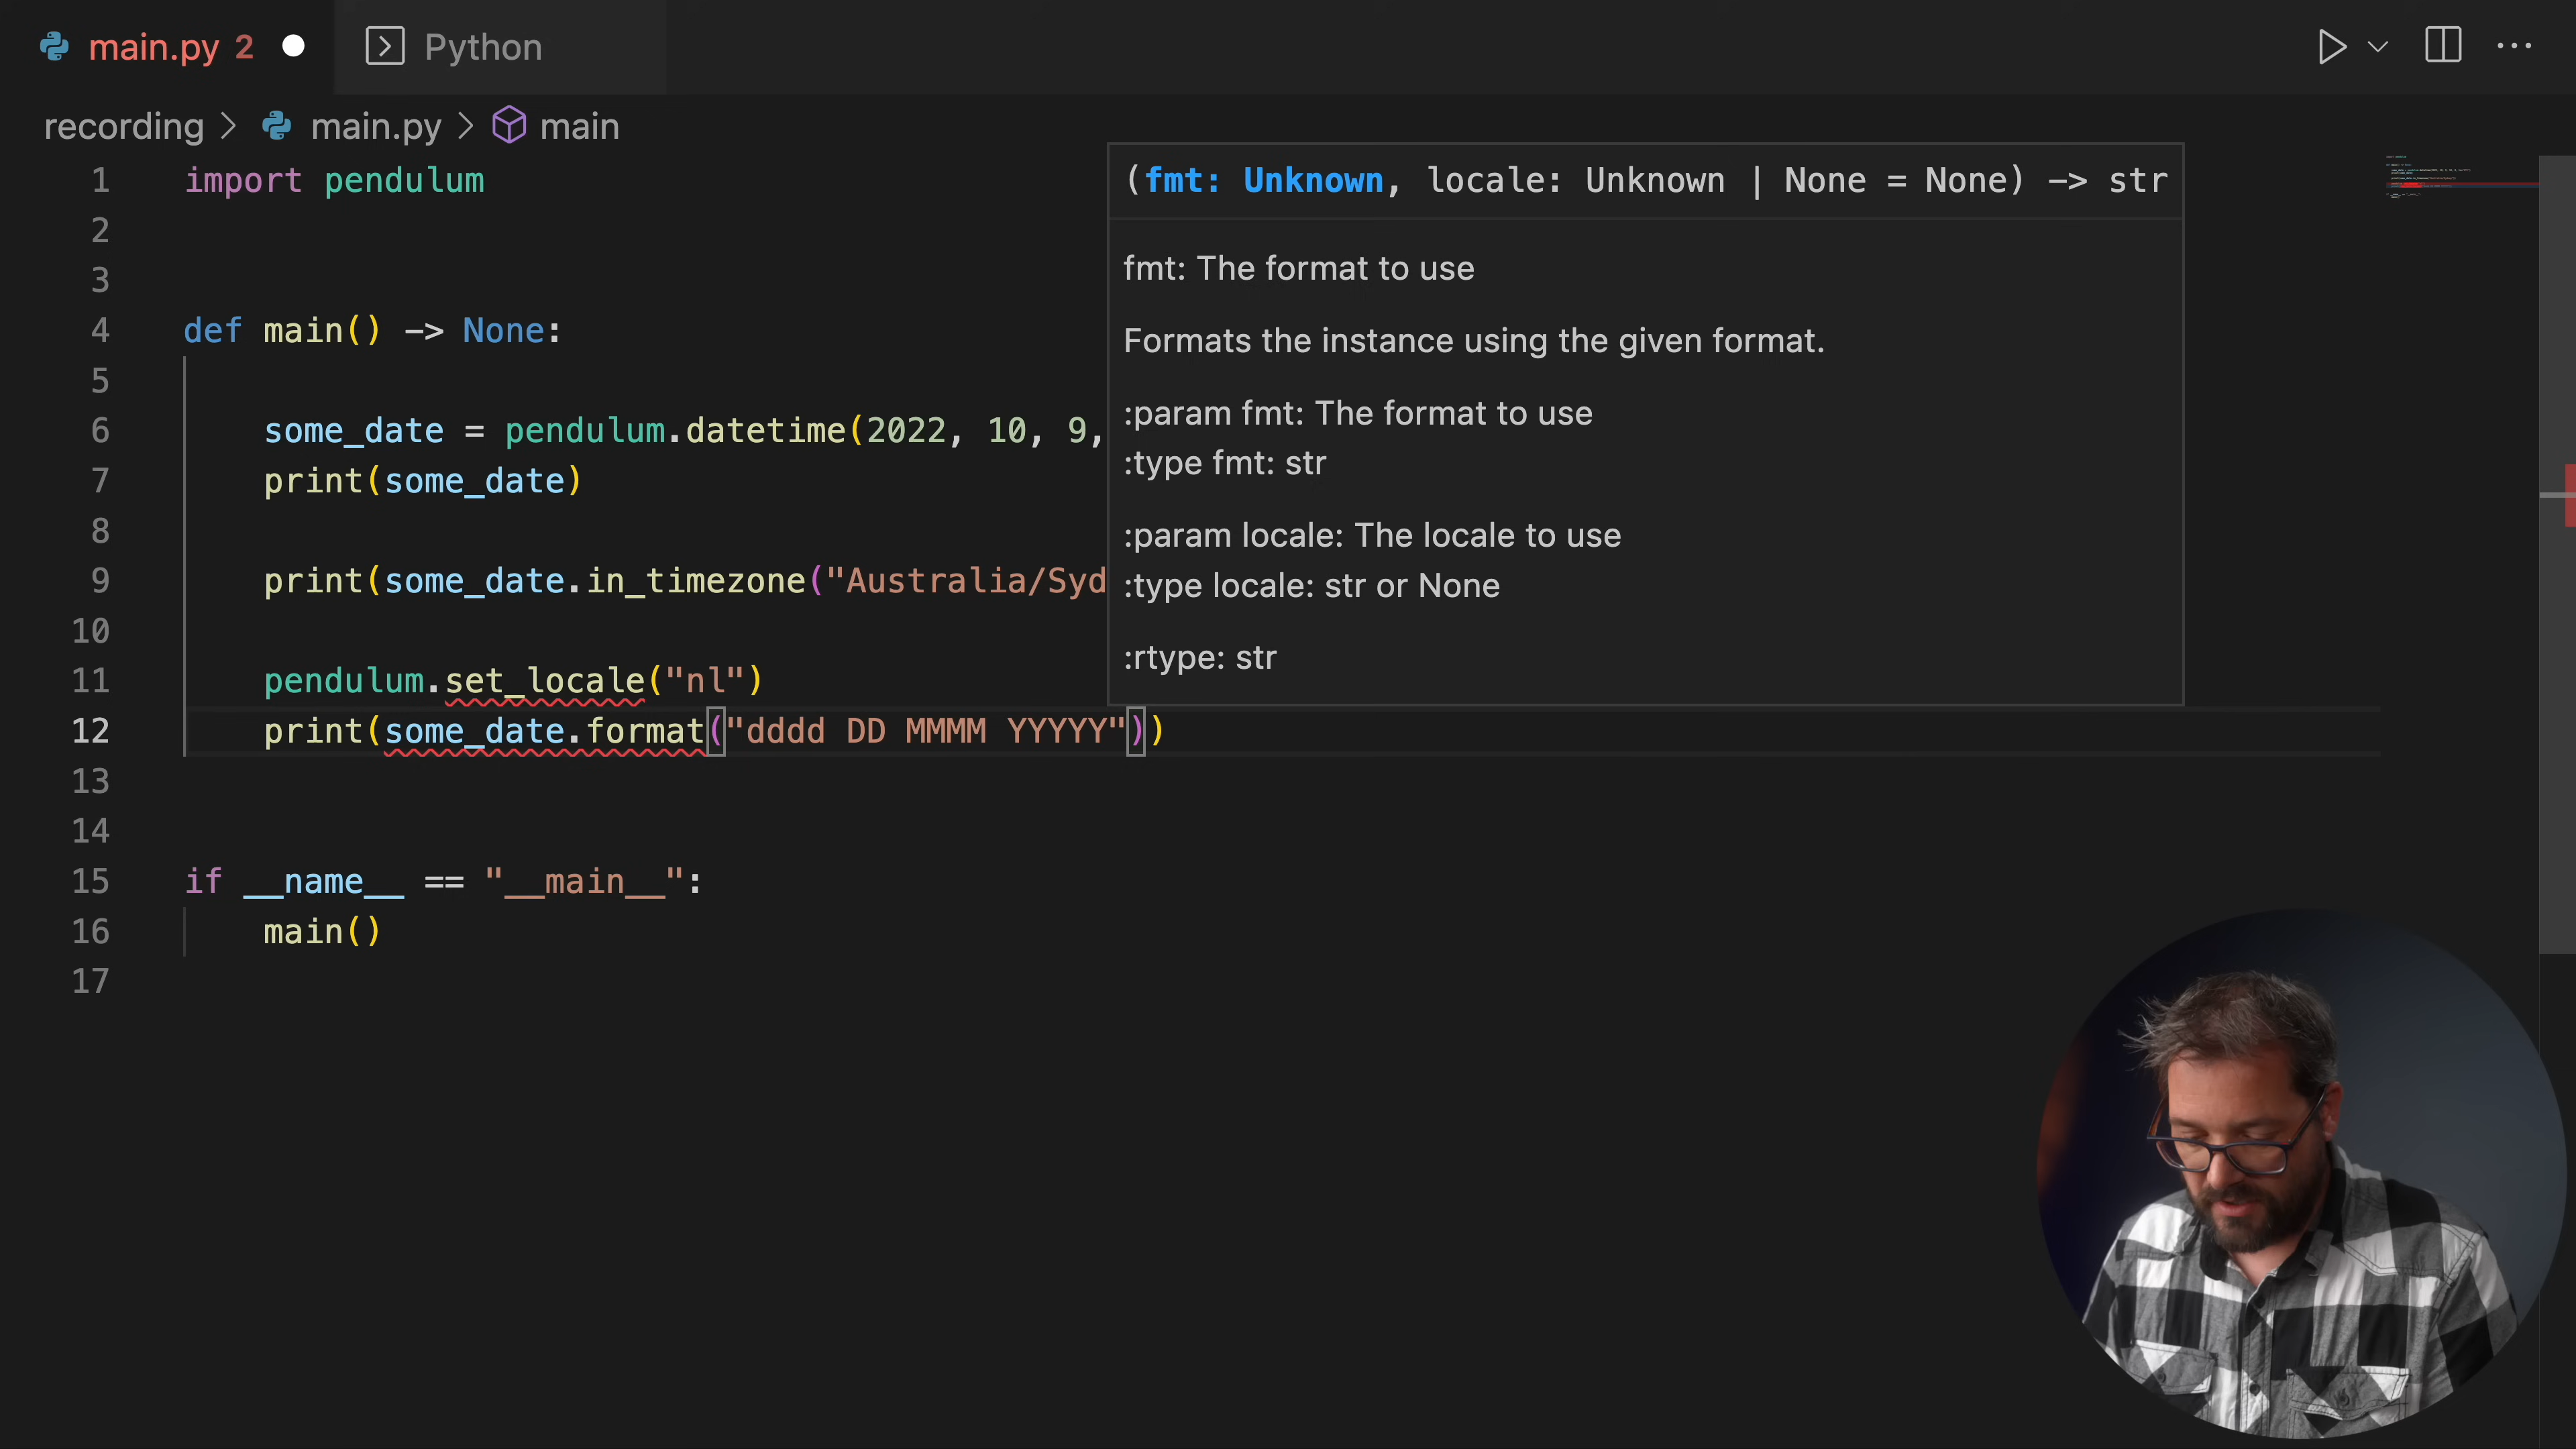 main.py 2
Python
recording > main.py > main
1 import pendulum
2
3
4 def main() -> None:
5
6 some_date = pendulum.datetime(2022, 10, 9,
7 print(some_date)
8
9 print(some_date.in_timezone("Australia/Syd
10
11 pendulum.set_locale("nl")
12 print(some_date.format("dddd DD MMMM YYYYY"))
13
14
15 if __name__ == "__main__":
16 main()
17
(fmt: Unknown, locale: Unknown | None = None) -> str
fmt: The format to use
Formats the instance using the given format.
:param fmt: The format to use
:type fmt: str
:param locale: The locale to use
:type locale: str or None
:rtype: str